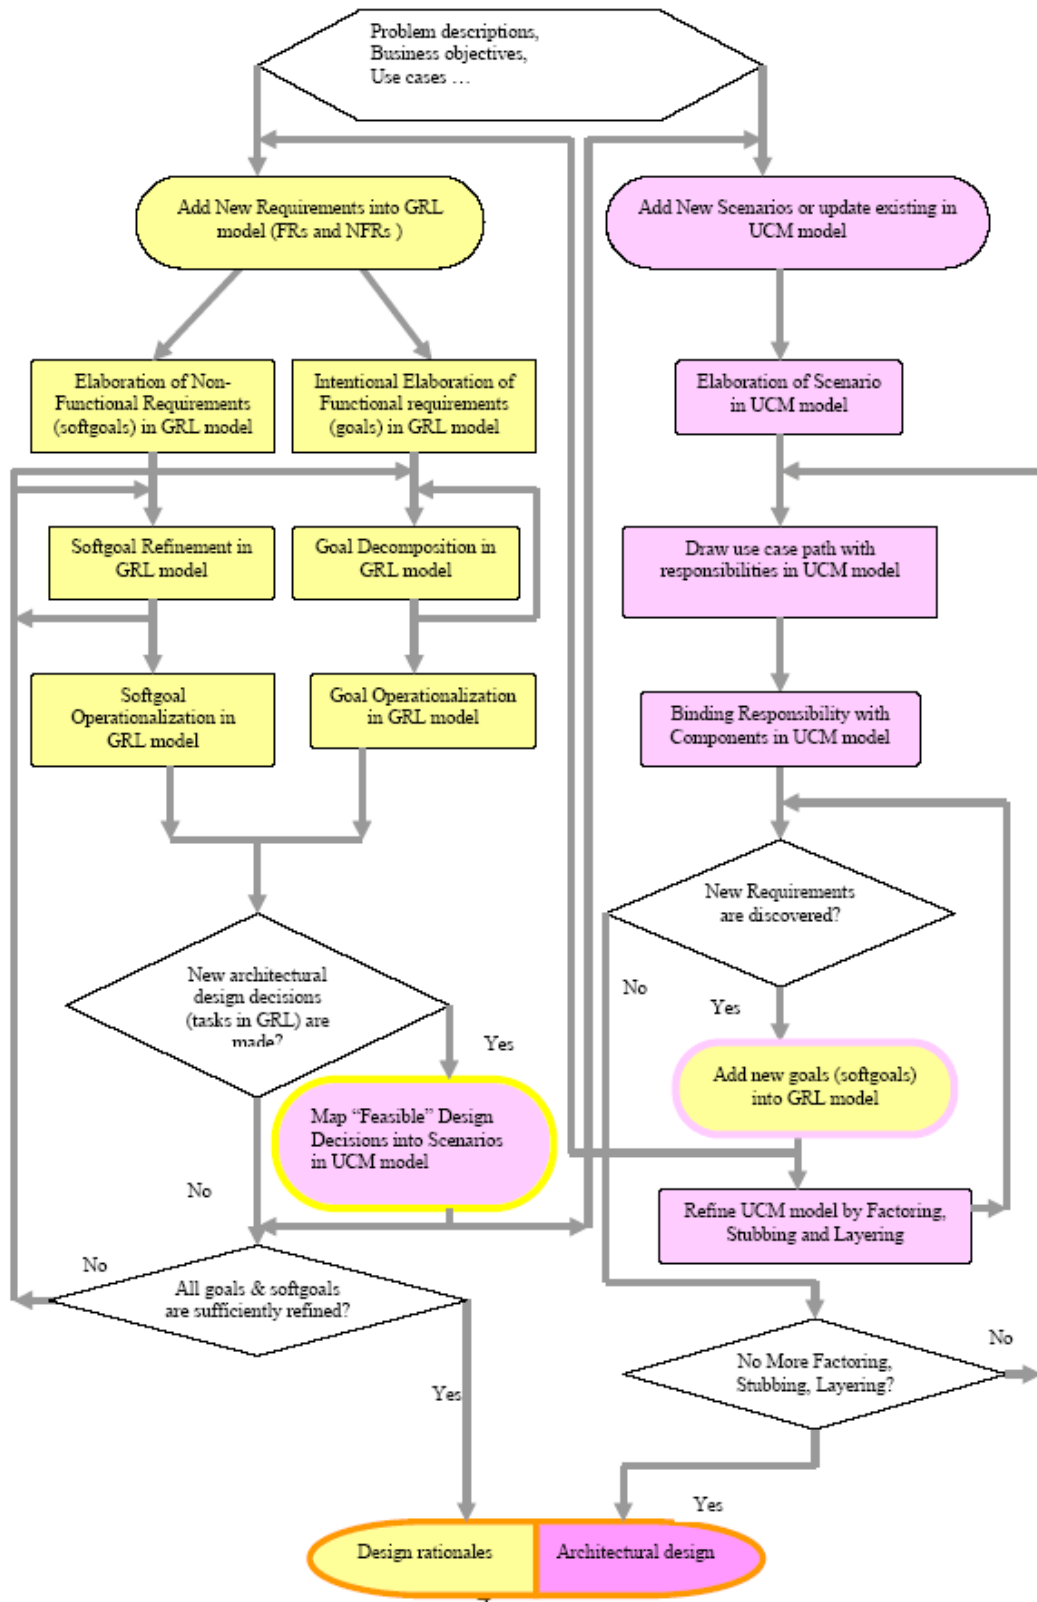 Problem descriptions,
Business objectives,
Use cases …
Add New Requirements into GRL
model (FRs and NFRs )
Add New Scenarios or update existing in
UCM model
Elaboration of Non-
Functional Requirements
(softgoals) in GRL model
Intentional Elaboration of
Functional requirements
(goals) in GRL model
Elaboration of Scenario
in UCM model
Softgoal Refinement in
GRL model
Goal Decomposition in
GRL model
Draw use case path with
responsibilities in UCM model
Softgoal
Operationalization in
GRL model
Goal Operationalization
in GRL model
Binding Responsibility with
Components in UCM model
New Requirements
are discovered?
New architectural
design decisions
(tasks in GRL) are
made?
No
Yes
Yes
Add new goals (softgoals)
into GRL model
Map “Feasible” Design
Decisions into Scenarios
in UCM model
No
Refine UCM model by Factoring,
Stubbing and Layering
No
All goals & softgoals
are sufficiently refined?
No
No More Factoring,
Stubbing, Layering?
Yes
Yes
Design rationales
Architectural design